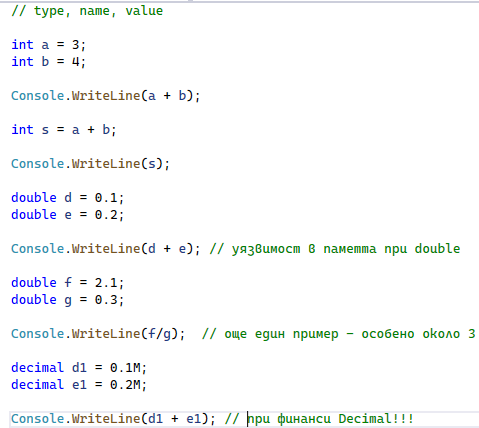 // type, name, value
int a = 3;
int b = 4;
Console.WriteLine(a + b);
int s = a + b;
Console.WriteLine(s);
double d = 0.1;
double e = 0.2;
Console.WriteLine(d + e); // уязвимост в паметта при double
double f = 2.1;
double g = 0.3;
Console.WriteLine(f/g);  // още един пример - особено около 3
decimal d1 = 0.1M;
decimal e1 = 0.2M;
Console.WriteLine(d1 + e1); // при финанси Decimal!!!